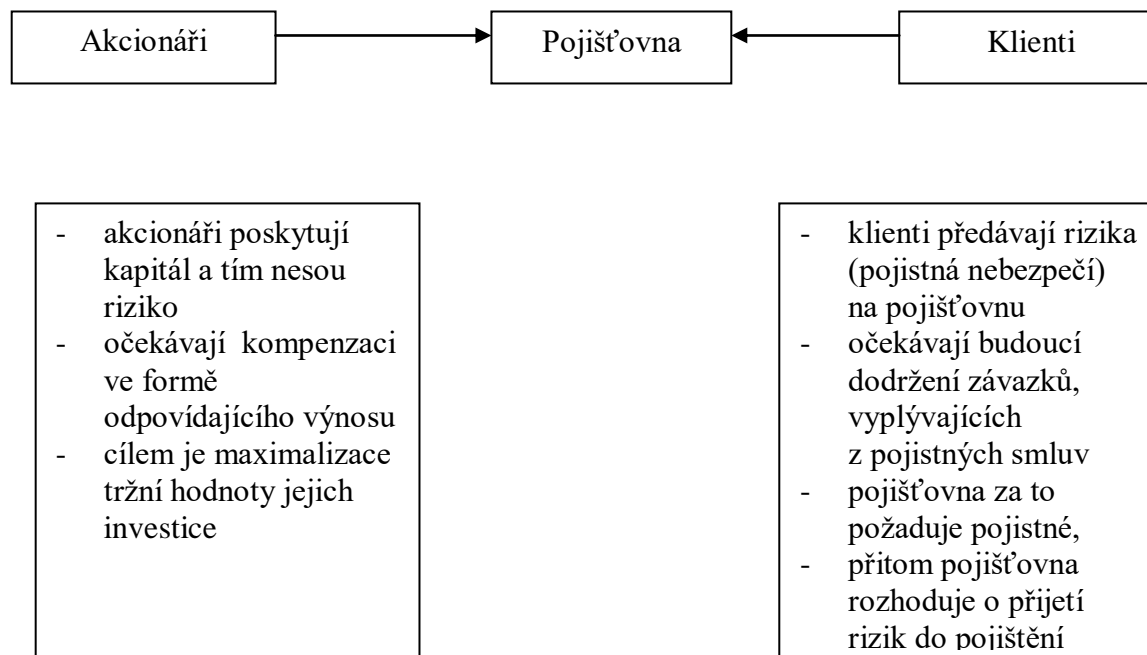 Akcionáři
Pojišťovna
Klienti
- akcionáři poskytují
kapitál a tím nesou
riziko
- očekávají kompenzaci
ve formě
odpovídajícího výnosu
- cílem je maximalizace
tržní hodnoty jejich
investice
- klienti předávají rizika
(pojistná nebezpečí)
na pojišťovnu
- očekávají budoucí
dodržení závazků,
vyplývajících
z pojistných smluv
- pojišťovna za to
požaduje pojistné,
- přitom pojišťovna
rozhoduje o přijetí
rizik do pojištění